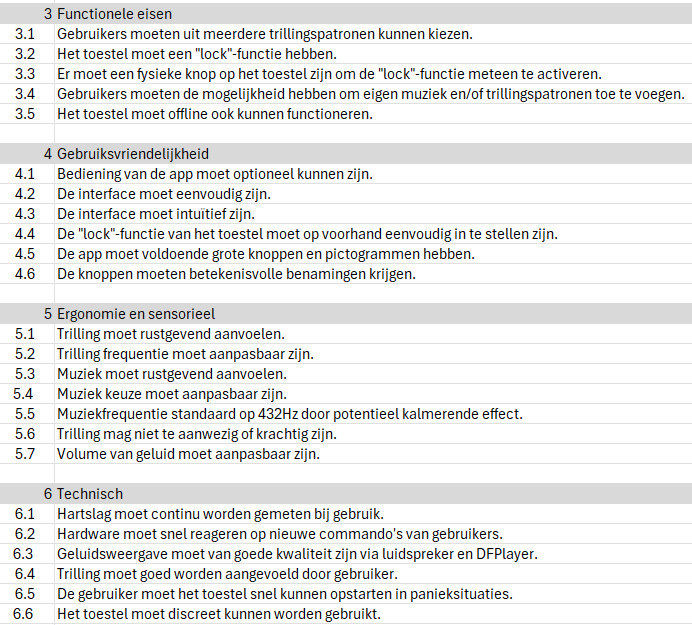 3 Functionele eisen
3.1 Gebruikers moeten uit meerdere trillingspatronen kunnen kiezen.
3.2 Het toestel moet een "lock"-functie hebben.
3.3 Er moet een fysieke knop op het toestel zijn om de "lock"-functie meteen te activeren.
3.4 Gebruikers moeten de mogelijkheid hebben om eigen muziek en/of trillingspatronen toe te voegen.
3.5 Het toestel moet offline ook kunnen functioneren.
4 Gebruiksvriendelijkheid
4.1 Bediening van de app moet optioneel kunnen zijn.
4.2 De interface moet eenvoudig zijn.
4.3 De interface moet intuïtief zijn.
4.4 De "lock"-functie van het toestel moet op voorhand eenvoudig in te stellen zijn.
4.5 De app moet voldoende grote knoppen en pictogrammen hebben.
4.6 De knoppen moeten betekenisvolle benamingen krijgen.
5 Ergonomie en sensorieel
5.1 Trilling moet rustgevend aanvoelen.
5.2 Trilling frequentie moet aanpasbaar zijn.
5.3 Muziek moet rustgevend aanvoelen.
5.4 Muziek keuze moet aanpasbaar zijn.
5.5 Muziekfrequentie standaard op 432Hz door potentieel kalmerende effect.
5.6 Trilling mag niet te aanwezig of krachtig zijn.
5.7 Volume van geluid moet aanpasbaar zijn.
6 Technisch
6.1 Hartslag moet continu worden gemeten bij gebruik.
6.2 Hardware moet snel reageren op nieuwe commando's van gebruikers.
6.3 Geluidsweergave moet van goede kwaliteit zijn via luidspreker en DFPlayer.
6.4 Trilling moet goed worden aangevoeld door gebruiker.
6.5 De gebruiker moet het toestel snel kunnen opstarten in panieksituaties.
6.6 Het toestel moet discreet kunnen worden gebruikt.